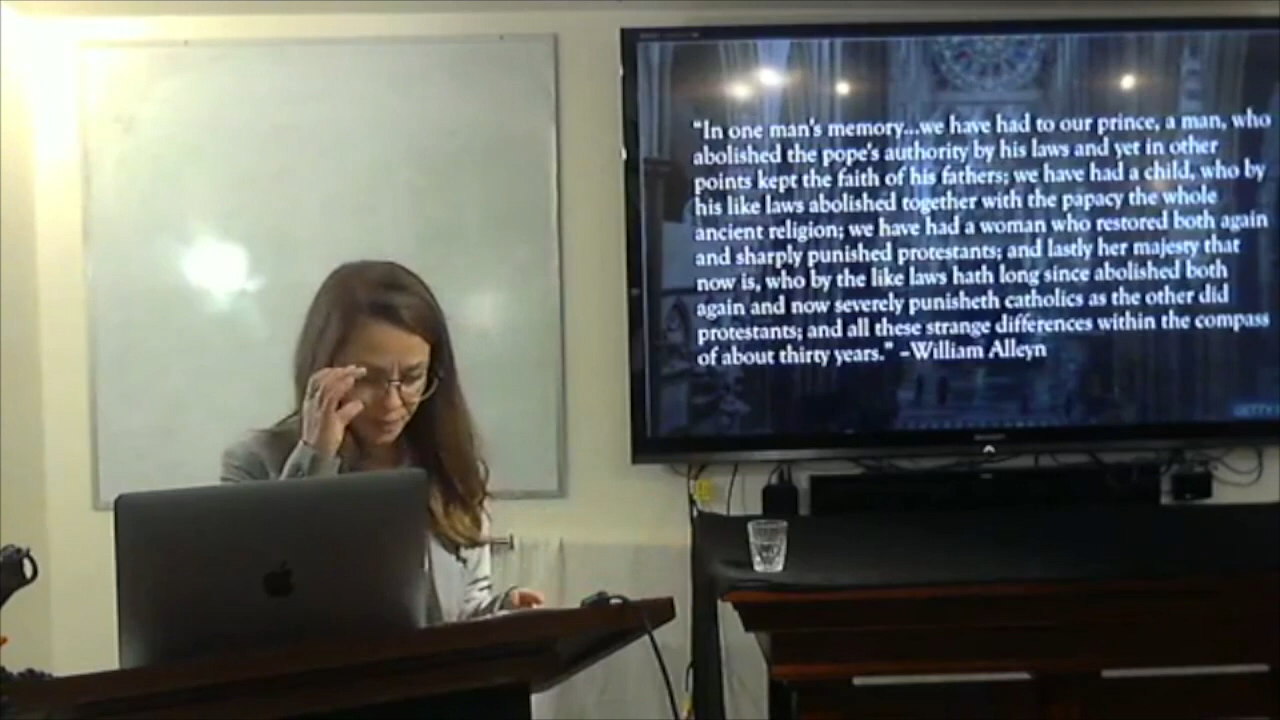 “In one man's memory...we have had to our prince, a man, who
abolished the pope's authority by his laws and yet in other
points kept the faith of his fathers; we have had a child, who by
his like laws abolished together with the papacy the whole
ancient religion; we have had a woman who restored both again
and sharply punished protestants; and lastly her majesty that
now is, who by the like laws hath long since abolished both
again and now severely punisheth catholics as the other did
protestants; and all these strange differences within the compass
of about thirty years.” –William Alleyn